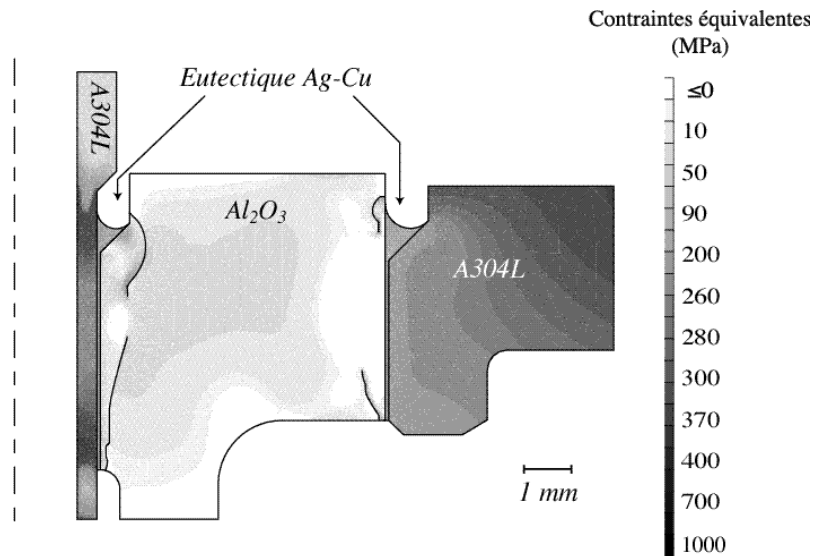 Contraintes équivalentes
(MPa)
Eutectique Ag-Cu
A304L
Al₂O₃
A304L
1 mm
≤0
10
50
90
200
260
280
300
370
400
700
1000